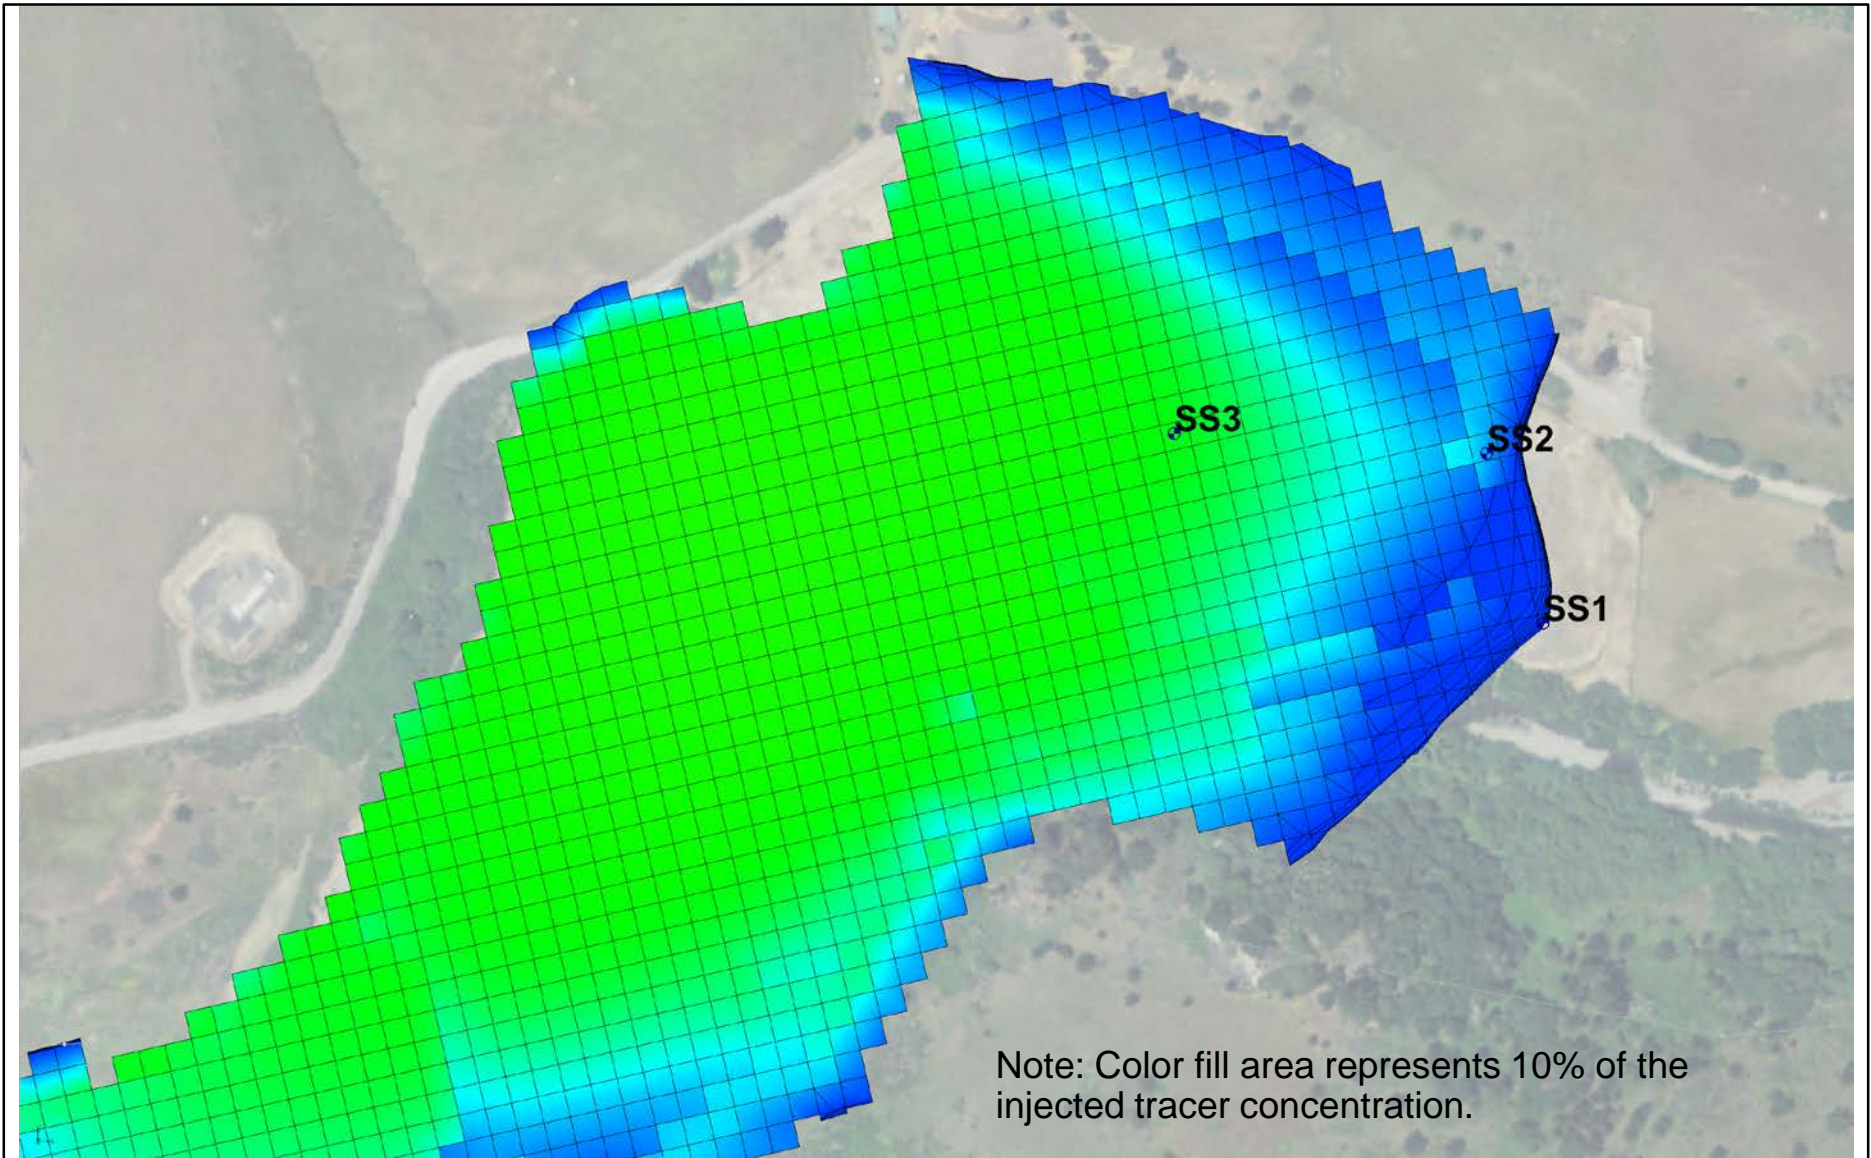 SS3
SS2
SS1
Note: Color fill area represents 10% of the
injected tracer concentration.